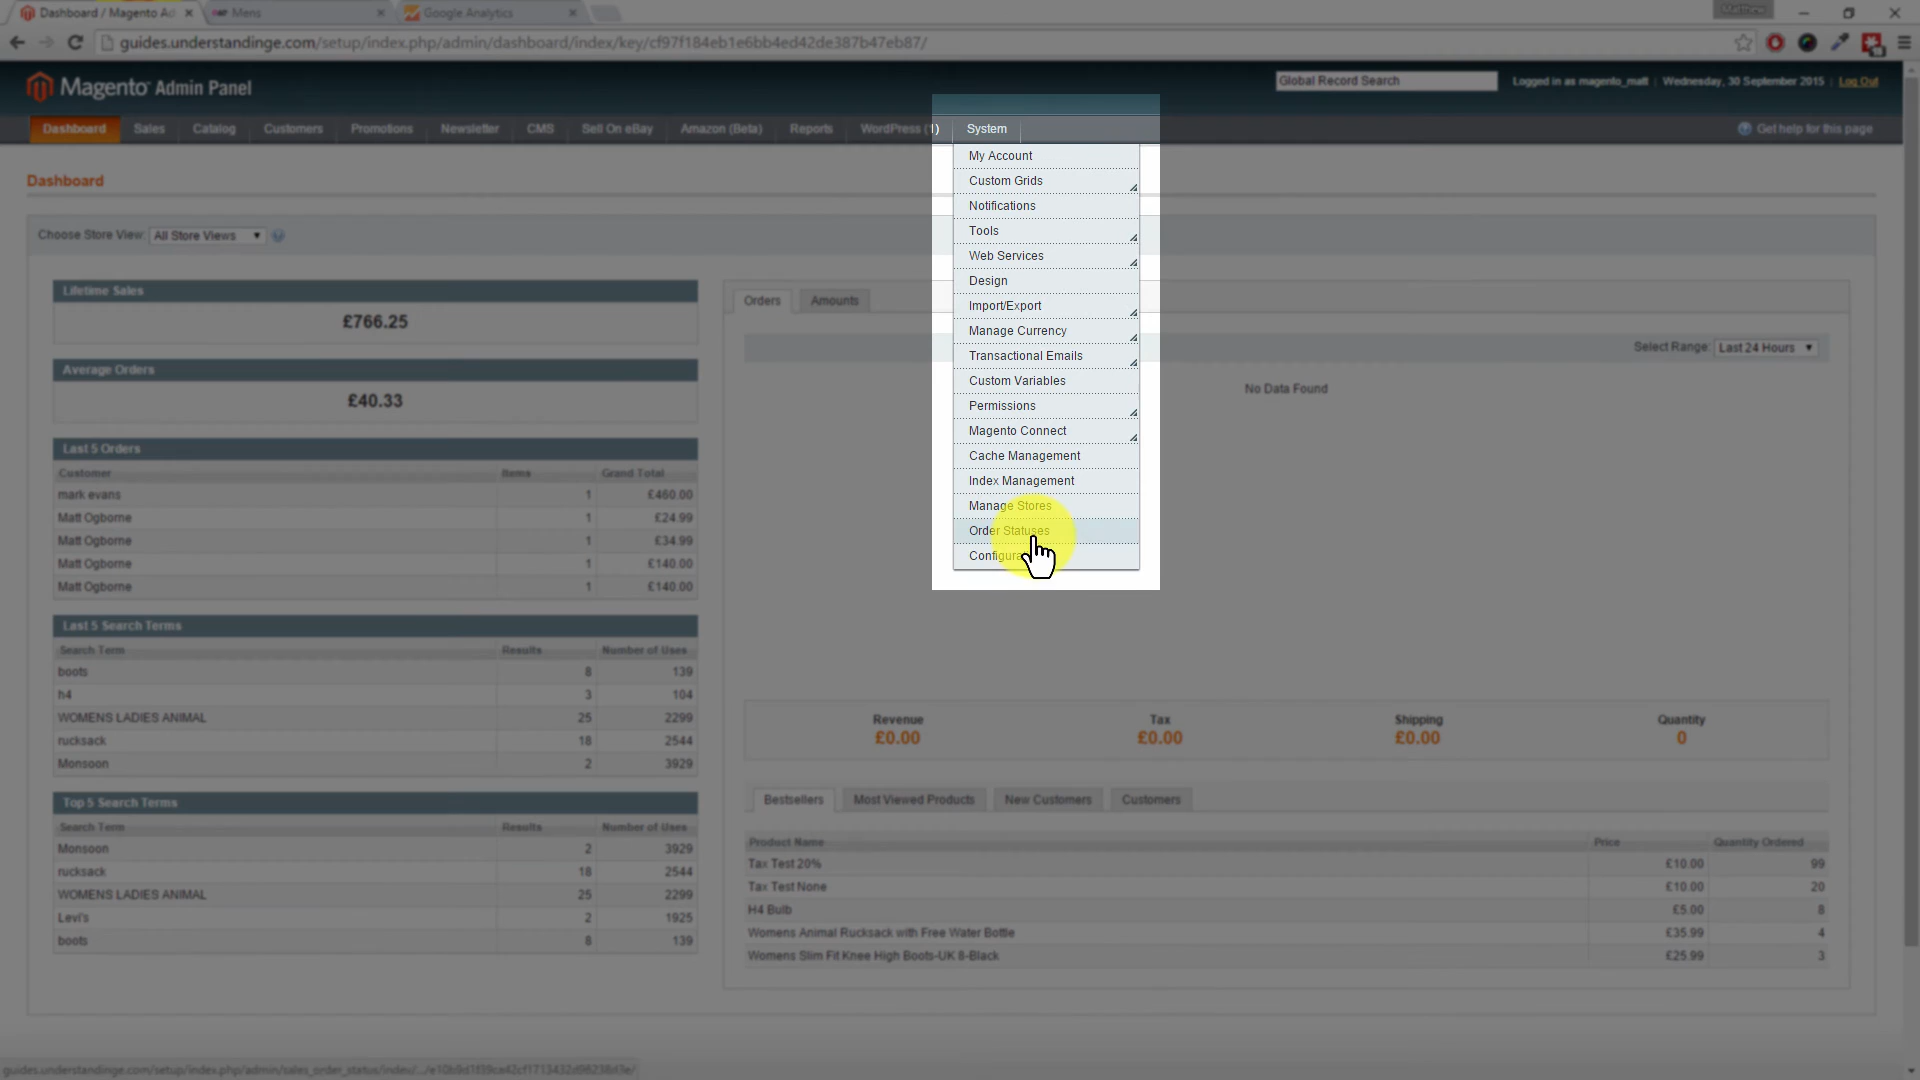 Dashboard / Magento Ad
Mens
Google Analytics
Matthew
guides.understandinge.com/setup/index.php/admin/dashboard/index/key/cf97f184eb1e6bb4ed42de387b47eb87/
Magento Admin Panel
Global Record Search
Logged in as magento_matt | Wednesday, 30 September 2015 | Log Out
Dashboard Sales Catalog Customers Promotions Newsletter CMS Sell On eBay Amazon (Beta) Reports WordPress (1) System
Get help for this page
My Account
Custom Grids
Notifications
Tools
Web Services
Design
Import/Export
Manage Currency
Transactional Emails
Custom Variables
Permissions
Magento Connect
Cache Management
Index Management
Manage Stores
Order Statuses
Configura
Dashboard
Choose Store View: All Store Views
Lifetime Sales
£766.25
Average Orders
£40.33
Last 5 Orders
Customer Items Grand Total
mark evans 1 £460.00
Matt Ogborne 1 £24.99
Matt Ogborne 1 £34.99
Matt Ogborne 1 £140.00
Matt Ogborne 1 £140.00
Last 5 Search Terms
Search Term Results Number of Uses
boots 8 139
h4 3 104
WOMENS LADIES ANIMAL 25 2299
rucksack 18 2544
Monsoon 2 3929
Top 5 Search Terms
Search Term Results Number of Uses
Monsoon 2 3929
rucksack 18 2544
WOMENS LADIES ANIMAL 25 2299
Levi's 2 1925
boots 8 139
Orders Amounts
Select Range: Last 24 Hours
No Data Found
Revenue Tax Shipping Quantity
£0.00 £0.00 £0.00 0
Bestsellers Most Viewed Products New Customers Customers
Product Name Price Quantity Ordered
Tax Test 20% £10.00 99
Tax Test None £10.00 20
H4 Bulb £5.00 8
Womens Animal Rucksack with Free Water Bottle £35.99 4
Womens Slim Fit Knee High Boots-UK 8-Black £25.99 3